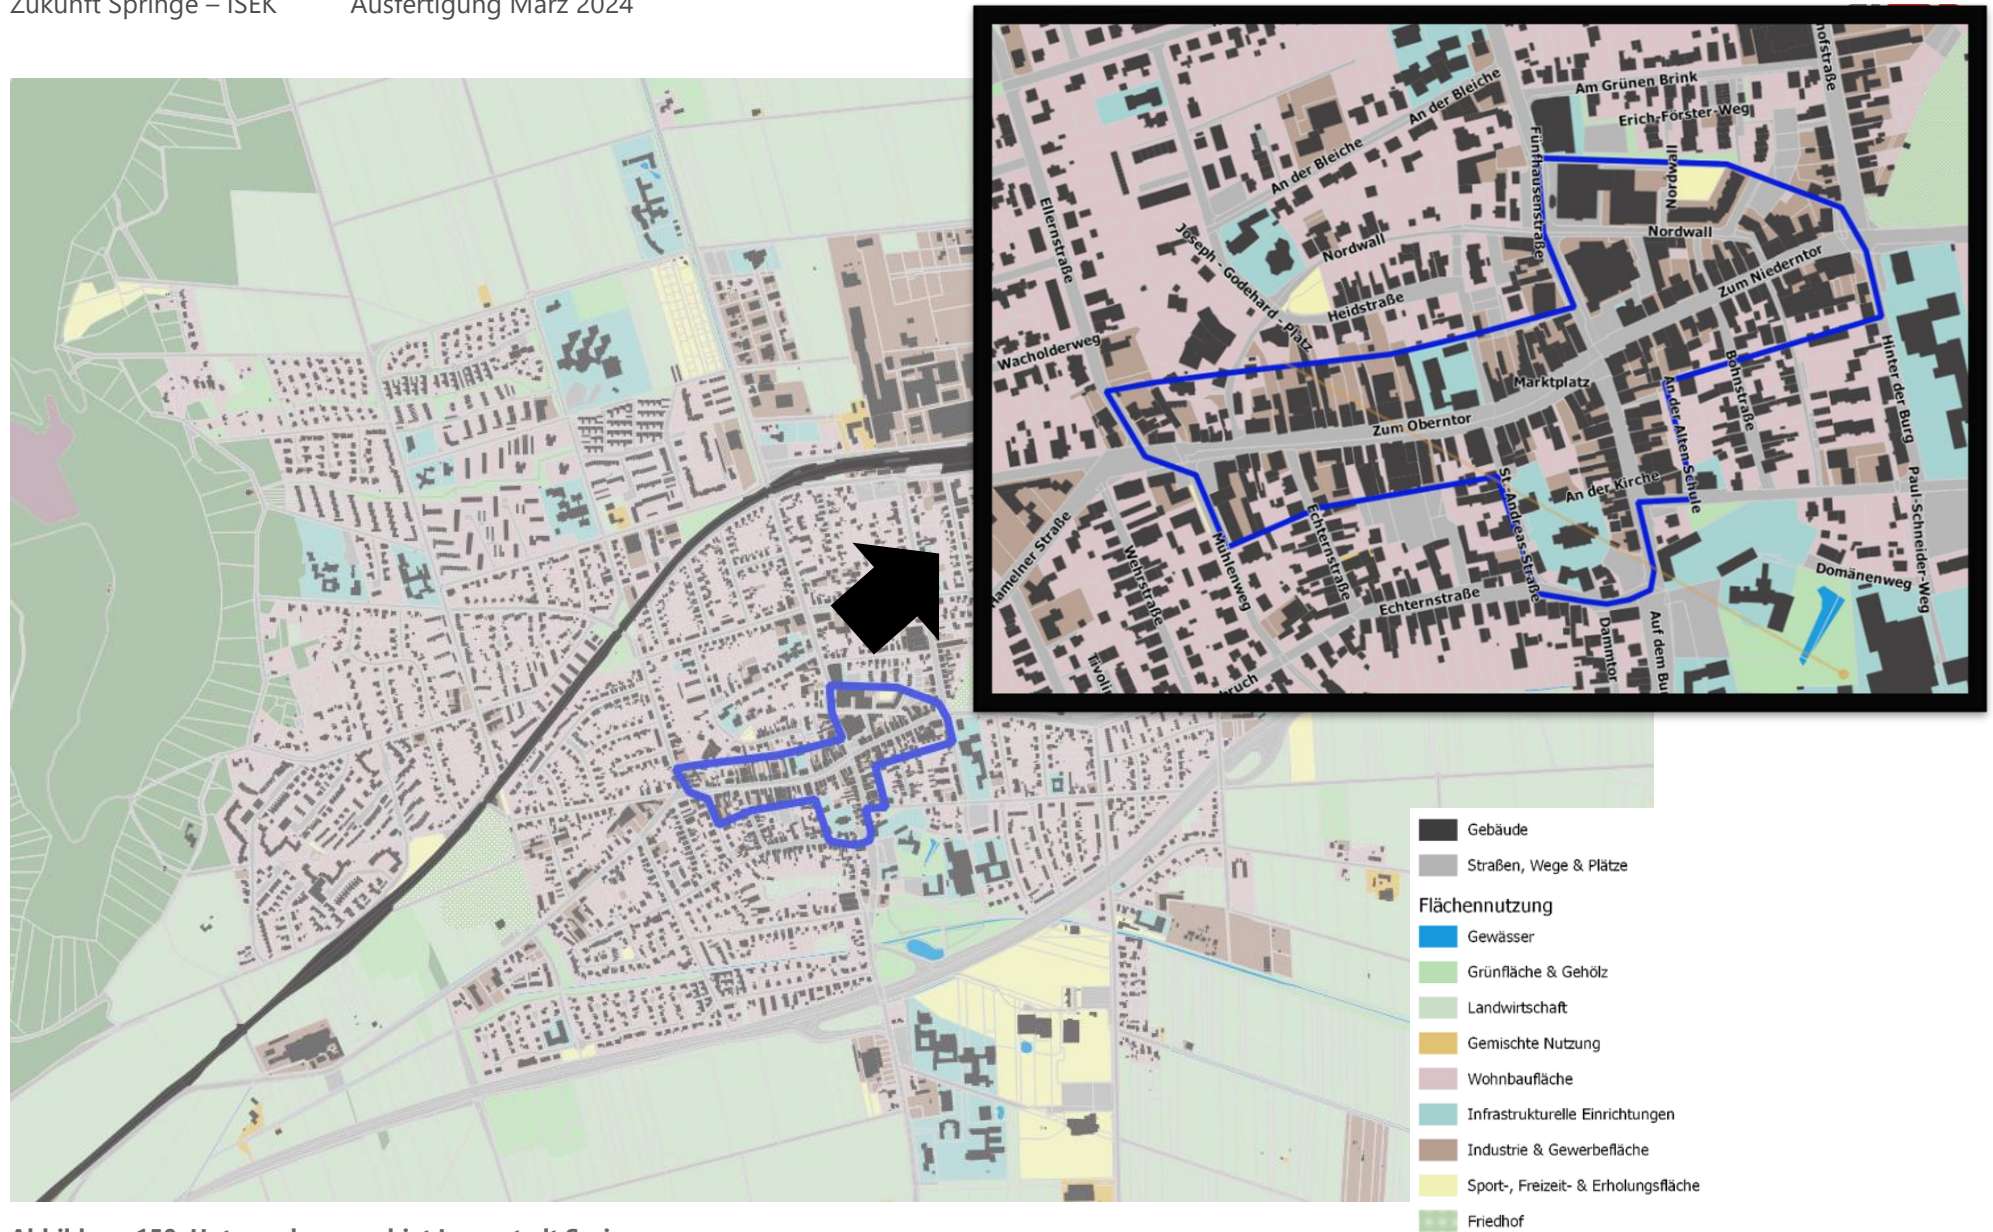 Zukunft Springe – ISEK Ausfertigung März 2024
Am Grünen Brink
Erich-Förster-Weg
An der Bleiche
An der Bleiche
Fünfhausenstraße
Nordwall
Nordwall
Nordwall
Ellernstraße
Joseph - Godehard - Platz
Heidstraße
Zum Niederntor
Wacholderweg
Marktplatz
Bohnstraße
Hinter der Burg
An der Alten Schule
Zum Oberntor
An der Kirche
St.-Andreas-Straße
Paul-Schneider-Weg
Hamelner Straße
Wehrstraße
Mühlenweg
Echternstraße
Echternstraße
Domänenweg
Dammtor
Auf dem
Gebäude
Straßen, Wege & Plätze
Flächennutzung
Gewässer
Grünfläche & Gehölz
Landwirtschaft
Gemischte Nutzung
Wohnbaufläche
Infrastrukturelle Einrichtungen
Industrie & Gewerbefläche
Sport-, Freizeit- & Erholungsfläche
Friedhof